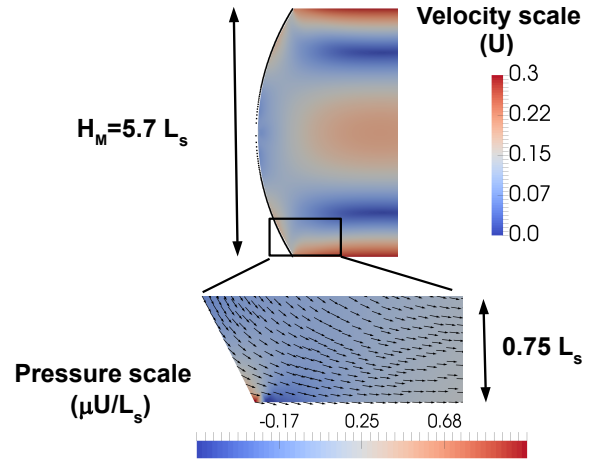 Velocity scale
(U)
0.3
0.22
0.15
0.07
0.0
H_M=5.7 L_s
0.75 L_s
Pressure scale
(μU/L_s)
-0.17 0.25 0.68